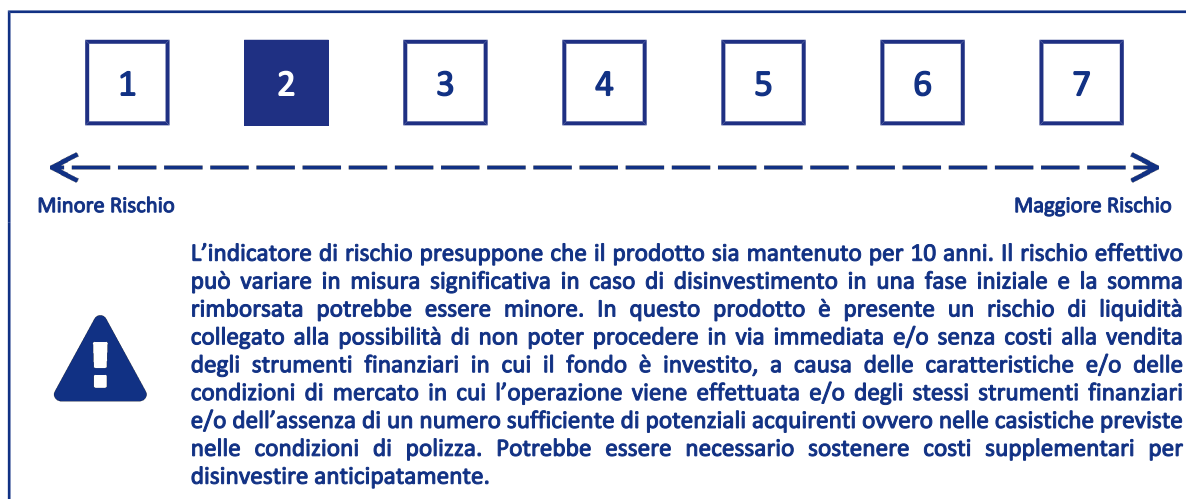 1 2 3 4 5 6 7
Minore Rischio Maggiore Rischio
L’indicatore di rischio presuppone che il prodotto sia mantenuto per 10 anni. Il rischio effettivo
può variare in misura significativa in caso di disinvestimento in una fase iniziale e la somma
rimborsata potrebbe essere minore. In questo prodotto è presente un rischio di liquidità
collegato alla possibilità di non poter procedere in via immediata e/o senza costi alla vendita
degli strumenti finanziari in cui il fondo è investito, a causa delle caratteristiche e/o delle
condizioni di mercato in cui l’operazione viene effettuata e/o degli stessi strumenti finanziari
e/o dell’assenza di un numero sufficiente di potenziali acquirenti ovvero nelle casistiche previste
nelle condizioni di polizza. Potrebbe essere necessario sostenere costi supplementari per
disinvestire anticipatamente.